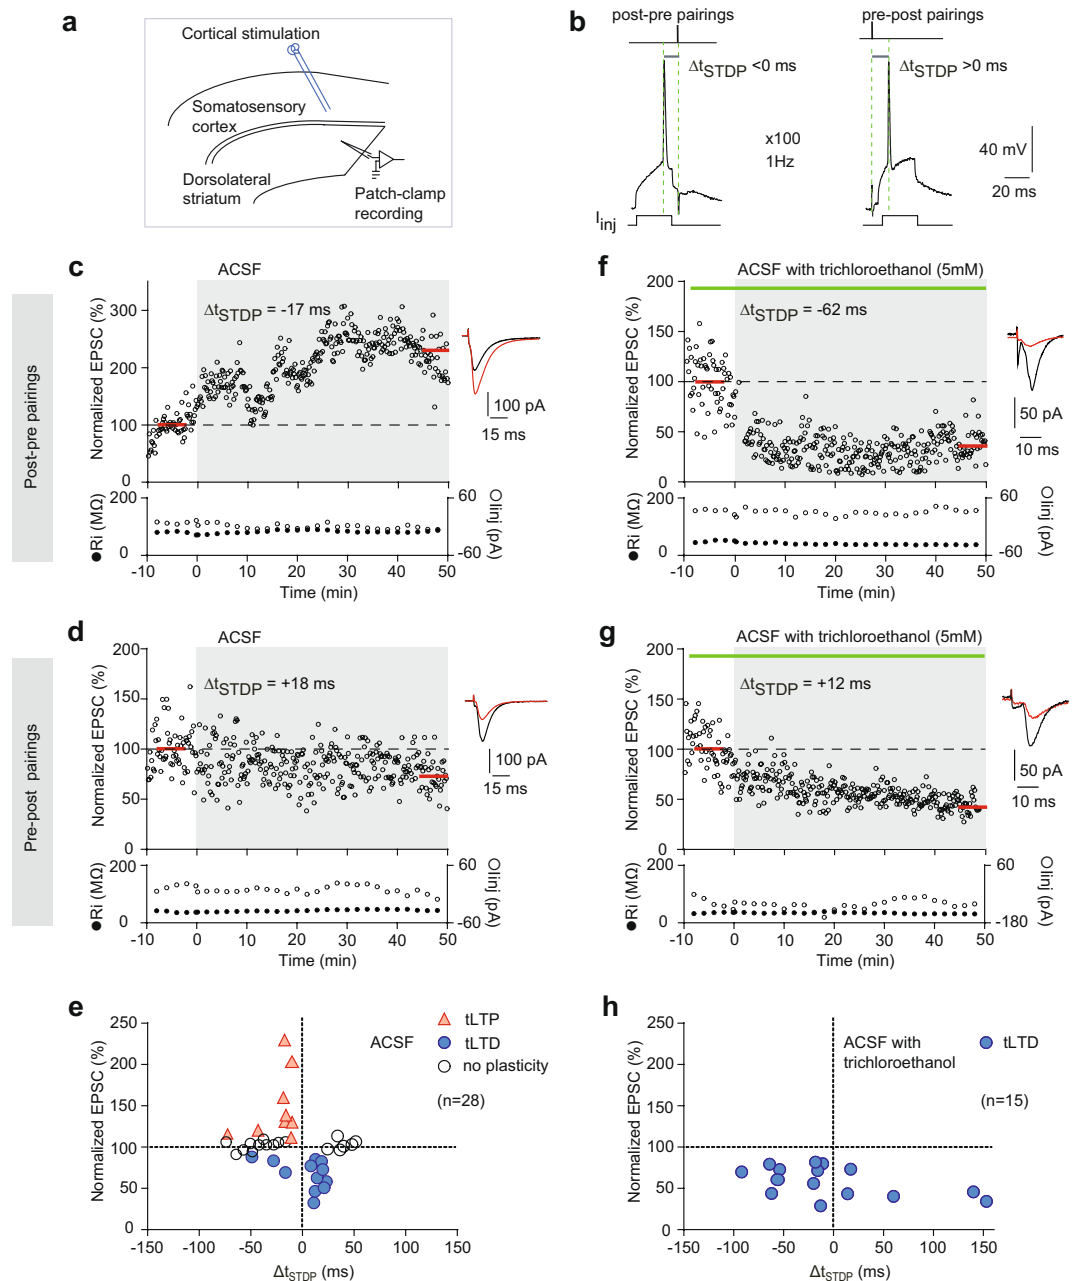 a
Cortical stimulation
Somatosensory
cortex
Dorsolateral
striatum
Patch-clamp
recording
b
post-pre pairings
pre-post pairings
ΔtSTDP <0 ms
ΔtSTDP >0 ms
x100
1Hz
40 mV
20 ms
Iinj
Post-pre pairings
c
ACSF
ΔtSTDP = -17 ms
Normalized EPSC (%)
300
200
100
0
100 pA
15 ms
●Ri (MΩ)
200
0
60
-60
OIinj (pA)
-10 0 10 20 30 40 50
Time (min)
f
ACSF with trichloroethanol (5mM)
ΔtSTDP = -62 ms
Normalized EPSC (%)
200
150
100
50
0
50 pA
10 ms
●Ri (MΩ)
200
0
60
-60
OIinj (pA)
-10 0 10 20 30 40 50
Time (min)
Pre-post pairings
d
ACSF
ΔtSTDP = +18 ms
Normalized EPSC (%)
200
150
100
50
0
100 pA
15 ms
●Ri (MΩ)
200
0
60
-60
OIinj (pA)
-10 0 10 20 30 40 50
Time (min)
g
ACSF with trichloroethanol (5mM)
ΔtSTDP = +12 ms
Normalized EPSC (%)
200
150
100
50
0
50 pA
10 ms
●Ri (MΩ)
200
0
60
-180
OIinj (pA)
-10 0 10 20 30 40 50
Time (min)
e
ACSF
tLTP
tLTD
no plasticity
(n=28)
Normalized EPSC (%)
250
200
150
100
50
0
-150 -100 -50 0 50 100 150
ΔtSTDP (ms)
h
ACSF with
trichloroethanol
tLTD
(n=15)
Normalized EPSC (%)
250
200
150
100
50
0
-150 -100 -50 0 50 100 150
ΔtSTDP (ms)